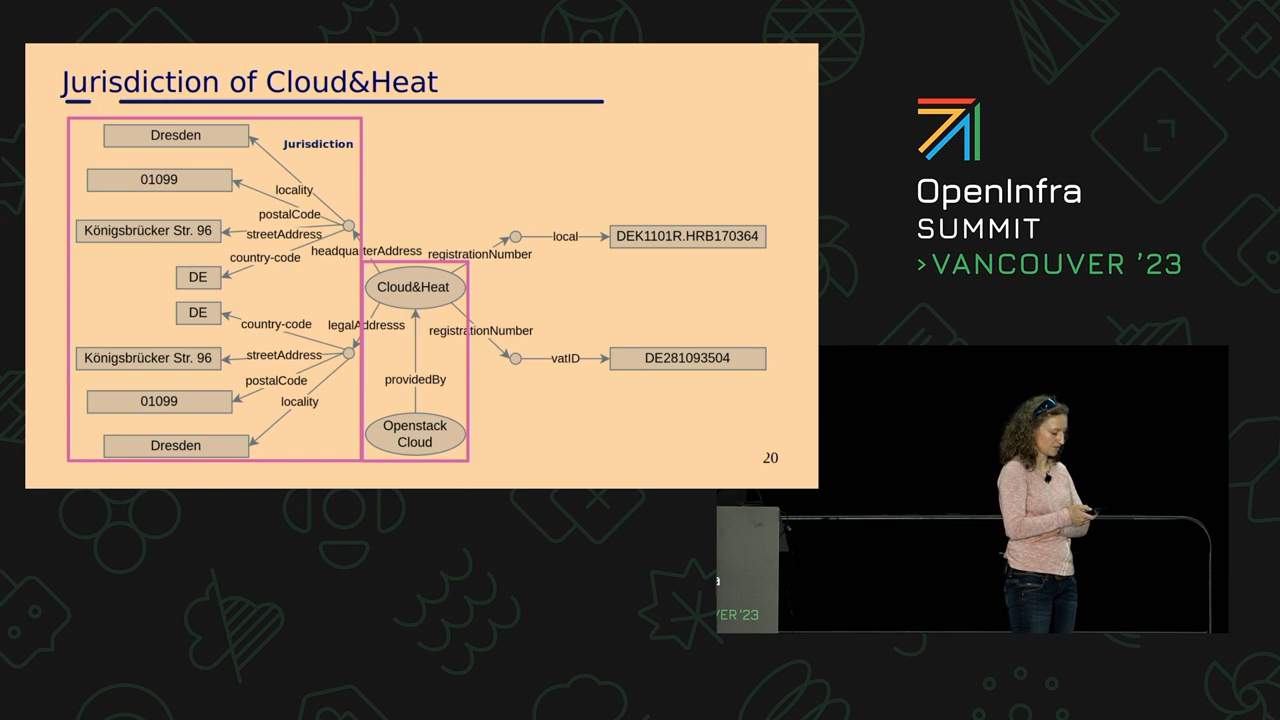 Jurisdiction of Cloud&Heat
Dresden
Jurisdiction
01099
locality
postalCode
Königsbrücker Str. 96
streetAddress
headquarterAddress
registrationNumber
local
DEK1101R.HRB170364
country-code
DE
Cloud&Heat
DE
country-code
legalAddresss
registrationNumber
Königsbrücker Str. 96
streetAddress
vatID
DE281093504
postalCode
providedBy
01099
locality
Openstack
Cloud
Dresden
20
OpenInfra
SUMMIT
>VANCOUVER '23
a
VER '23